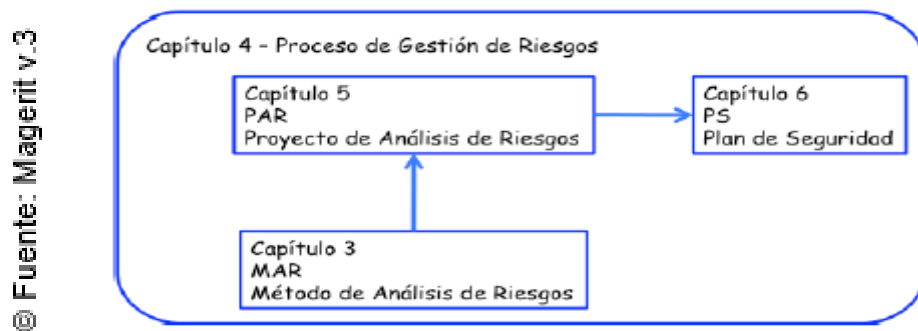 © Fuente: Magerit v.3
Capítulo 4 – Proceso de Gestión de Riesgos
Capítulo 5
PAR
Proyecto de Análisis de Riesgos
Capítulo 6
PS
Plan de Seguridad
Capítulo 3
MAR
Método de Análisis de Riesgos